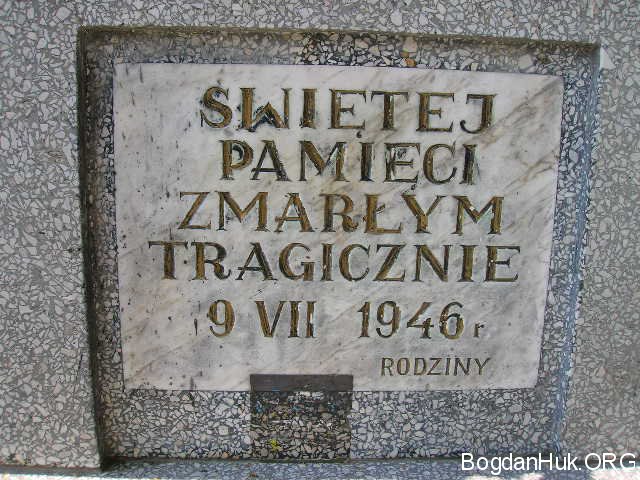 ŚWIĘTEJ
PAMIĘCI
ZMARŁYM
TRAGICZNIE
9 VII 1946 r
RODZINY
BogdanHuk.ORG